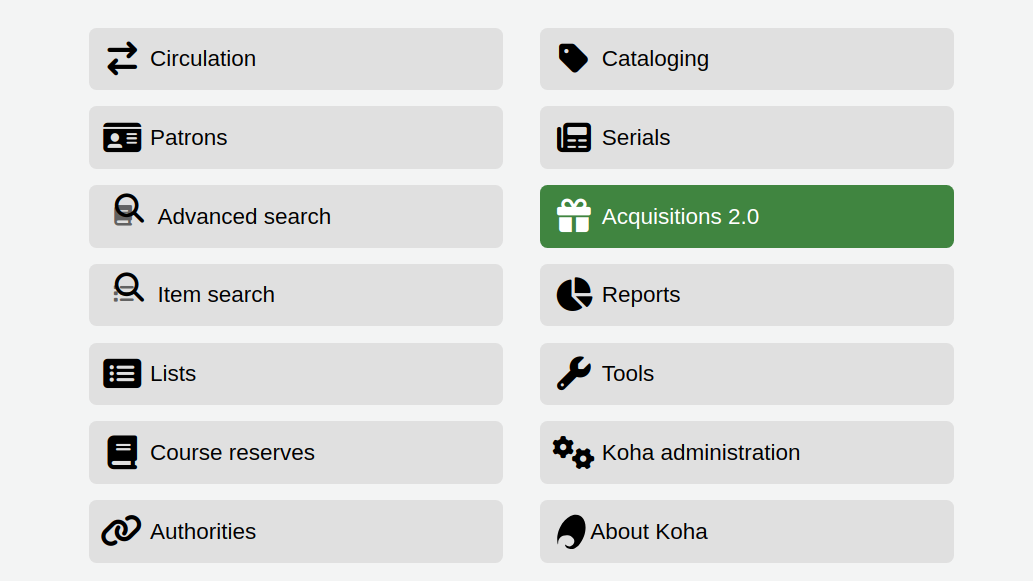 Circulation
Cataloging
Patrons
Serials
Advanced search
Acquisitions 2.0
Item search
Reports
Lists
Tools
Course reserves
Koha administration
Authorities
About Koha